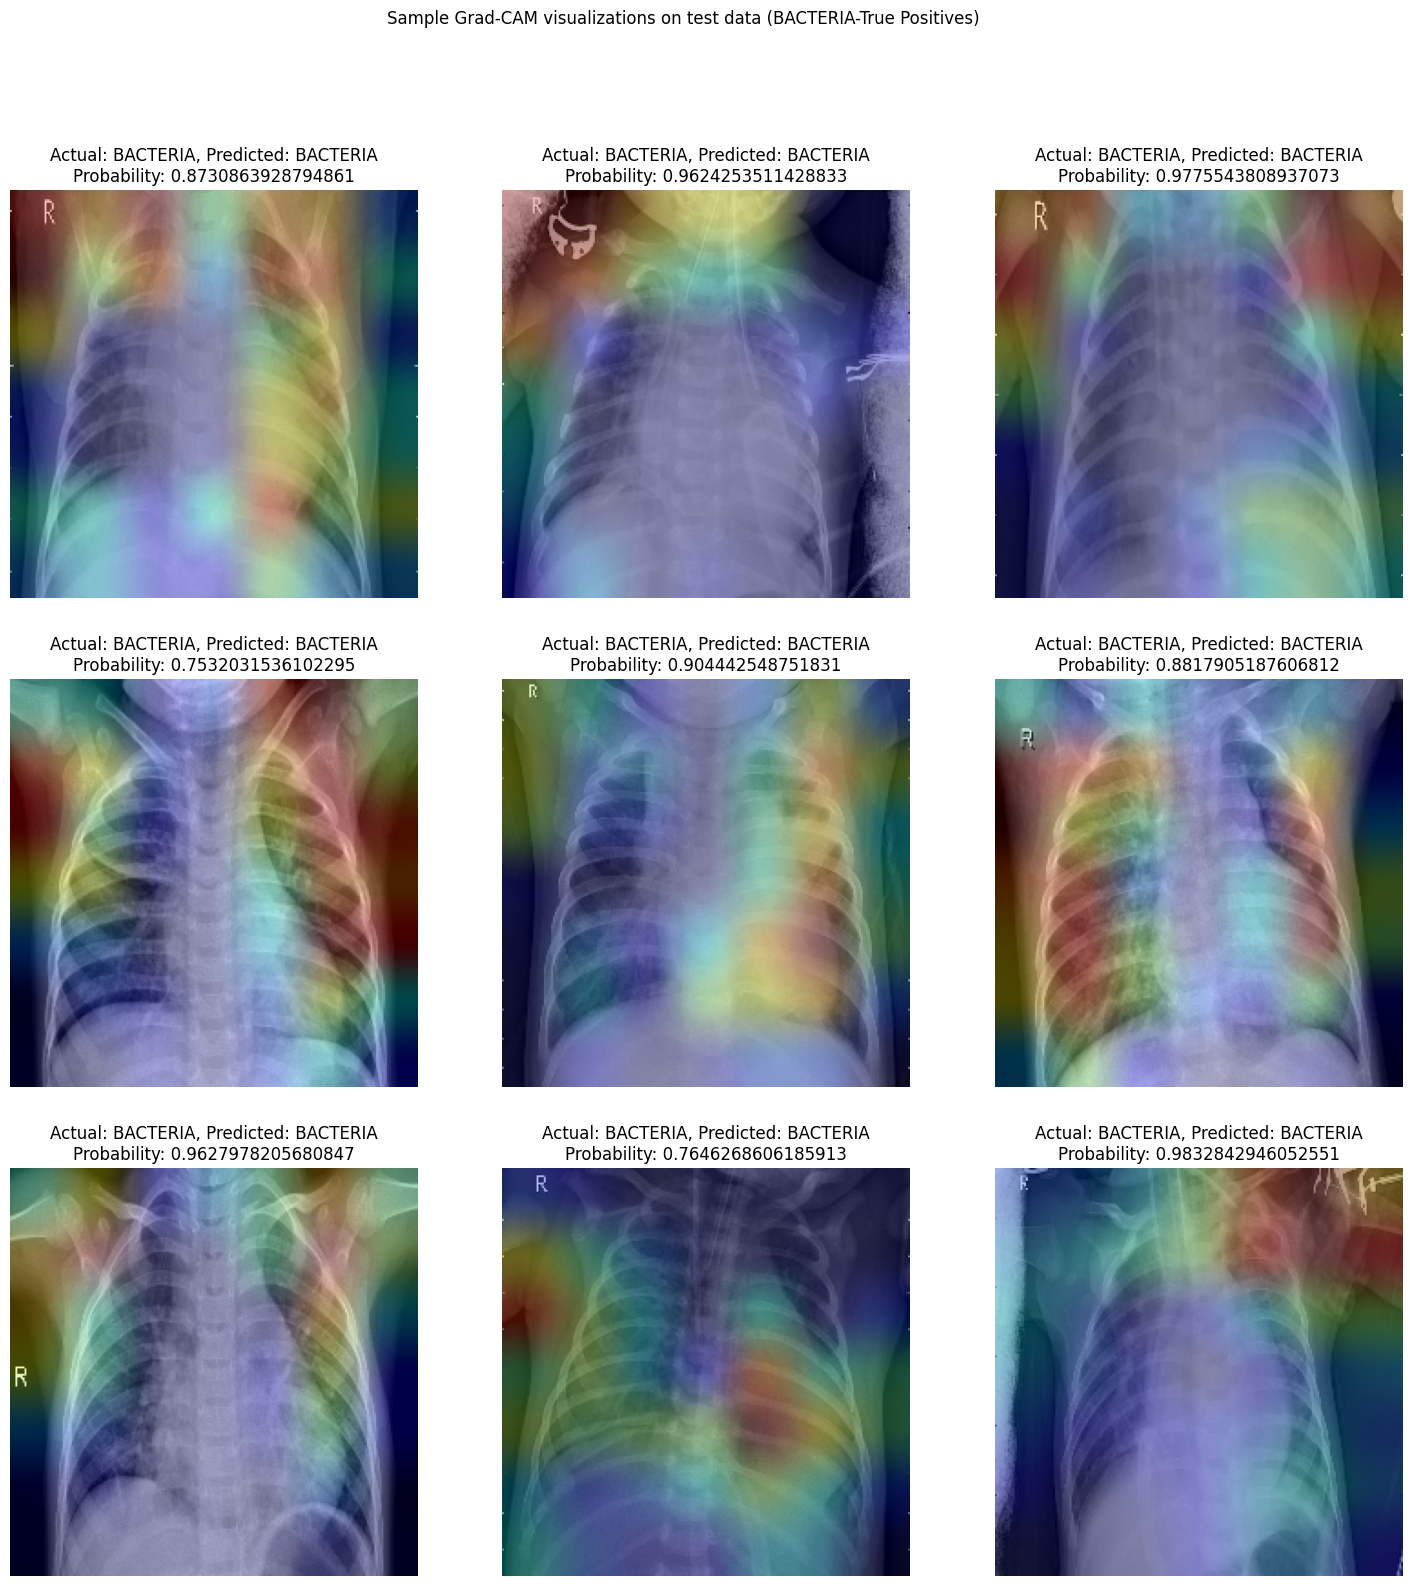 Sample Grad-CAM visualizations on test data (BACTERIA-True Positives)
Actual: BACTERIA, Predicted: BACTERIA
Probability: 0.8730863928794861
R
Actual: BACTERIA, Predicted: BACTERIA
Probability: 0.9624253511428833
R
Actual: BACTERIA, Predicted: BACTERIA
Probability: 0.9775543808937073
R
Actual: BACTERIA, Predicted: BACTERIA
Probability: 0.7532031536102295
Actual: BACTERIA, Predicted: BACTERIA
Probability: 0.904442548751831
R
Actual: BACTERIA, Predicted: BACTERIA
Probability: 0.8817905187606812
R
Actual: BACTERIA, Predicted: BACTERIA
Probability: 0.9627978205680847
R
Actual: BACTERIA, Predicted: BACTERIA
Probability: 0.7646268606185913
R
Actual: BACTERIA, Predicted: BACTERIA
Probability: 0.9832842946052551
R